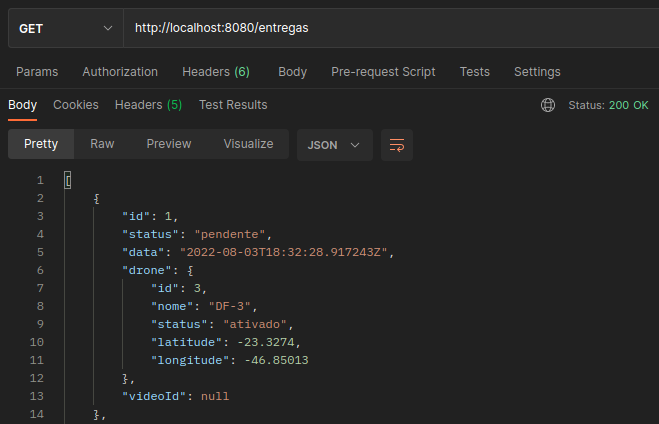 GET http://localhost:8080/entregas
Params Authorization Headers (6) Body Pre-request Script Tests Settings
Body Cookies Headers (5) Test Results Status: 200 OK
Pretty Raw Preview Visualize JSON
1 [
2 {
3 "id": 1,
4 "status": "pendente",
5 "data": "2022-08-03T18:32:28.917243Z",
6 "drone": {
7 "id": 3,
8 "nome": "DF-3",
9 "status": "ativado",
10 "latitude": -23.3274,
11 "longitude": -46.85013
12 },
13 "videoId": null
14 },